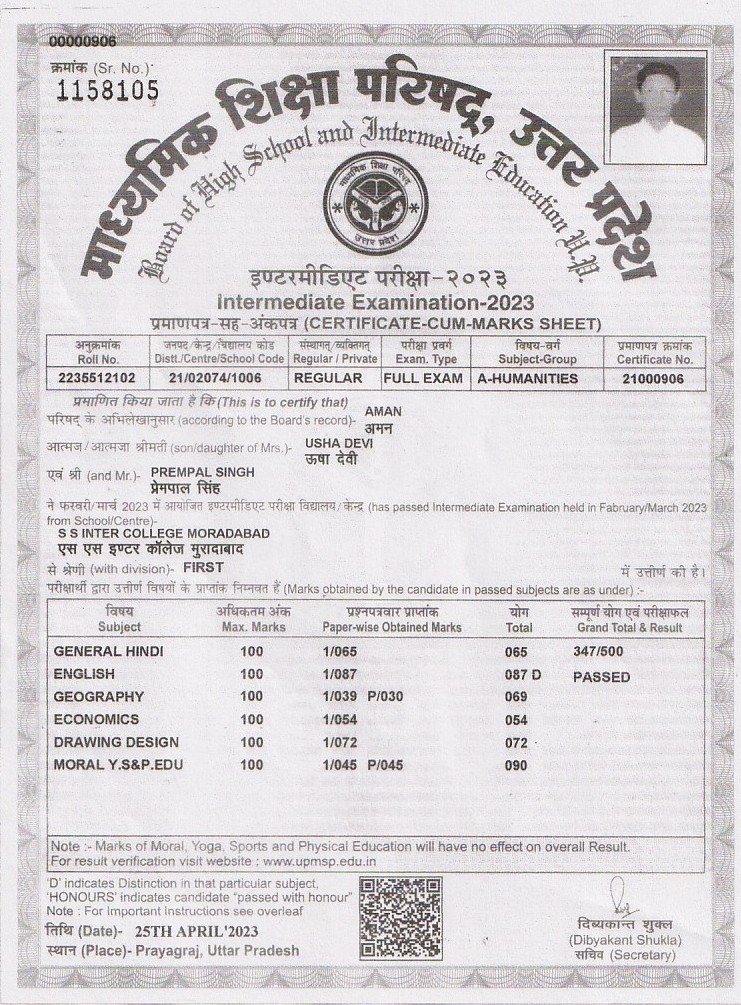 00000906
क्रमांक (Sr. No.)
1158105
माध्यमिक शिक्षा परिषद्, उत्तर प्रदेश
Board of High School and Intermediate Education U.P.
माध्यमिक शिक्षा परिषद
उत्तर प्रदेश
इण्टरमीडिएट परीक्षा-२०२३
Intermediate Examination-2023
प्रमाणपत्र-सह-अंकपत्र (CERTIFICATE-CUM-MARKS SHEET)
अनुक्रमांक जनपद/केन्द्र/विद्यालय कोड संस्थागत/व्यक्तिगत परीक्षा प्रवर्ग विषय-वर्ग प्रमाणपत्र क्रमांक
Roll No. Distt./Centre/School Code Regular / Private Exam. Type Subject-Group Certificate No.
2235512102 21/02074/1006 REGULAR FULL EXAM A-HUMANITIES 21000906
प्रमाणित किया जाता है कि (This is to certify that)
परिषद् के अभिलेखानुसार (according to the Board's record)- AMAN
अमन
आत्मज/आत्मजा श्रीमती (son/daughter of Mrs.)- USHA DEVI
ऊषा देवी
एवं श्री (and Mr.)- PREMPAL SINGH
प्रेमपाल सिंह
ने फरवरी/मार्च 2023 में आयोजित इण्टरमीडिएट परीक्षा विद्यालय/केन्द्र (has passed Intermediate Examination held in Fabruary/March 2023
from School/Centre)-
S S INTER COLLEGE MORADABAD
एस एस इण्टर कॉलेज मुरादाबाद
से श्रेणी (with division)- FIRST में उत्तीर्ण की है।
परीक्षार्थी द्वारा उत्तीर्ण विषयों के प्राप्तांक निम्नवत हैं (Marks obtained by the candidate in passed subjects are as under) :-
विषय अधिकतम अंक प्रश्नपत्रवार प्राप्तांक योग सम्पूर्ण योग एवं परीक्षाफल
Subject Max. Marks Paper-wise Obtained Marks Total Grand Total & Result
GENERAL HINDI 100 1/065 065 347/500
ENGLISH 100 1/087 087 D PASSED
GEOGRAPHY 100 1/039 P/030 069
ECONOMICS 100 1/054 054
DRAWING DESIGN 100 1/072 072
MORAL Y.S&P.EDU 100 1/045 P/045 090
Note :- Marks of Moral, Yoga, Sports and Physical Education will have no effect on overall Result.
For result verification visit website : www.upmsp.edu.in
'D' indicates Distinction in that particular subject,
'HONOURS' indicates candidate "passed with honour"
Note : For Important Instructions see overleaf
तिथि (Date)- 25TH APRIL'2023
स्थान (Place)- Prayagraj, Uttar Pradesh
दिब्यकान्त शुक्ल
(Dibyakant Shukla)
सचिव (Secretary)